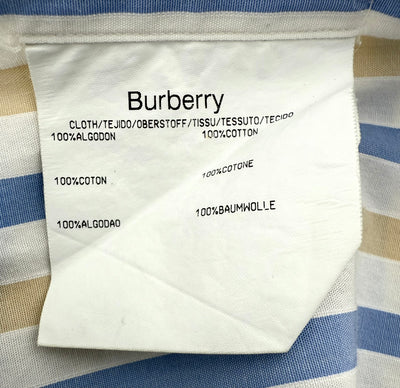 Burberry
CLOTH/TEJIDO/OBERSTOFF/TISSU/TESSUTO/TECIDO
100%ALGODON 100%COTTON
100%COTON 100%COTONE
100%ALGODAO 100%BAUMWOLLE